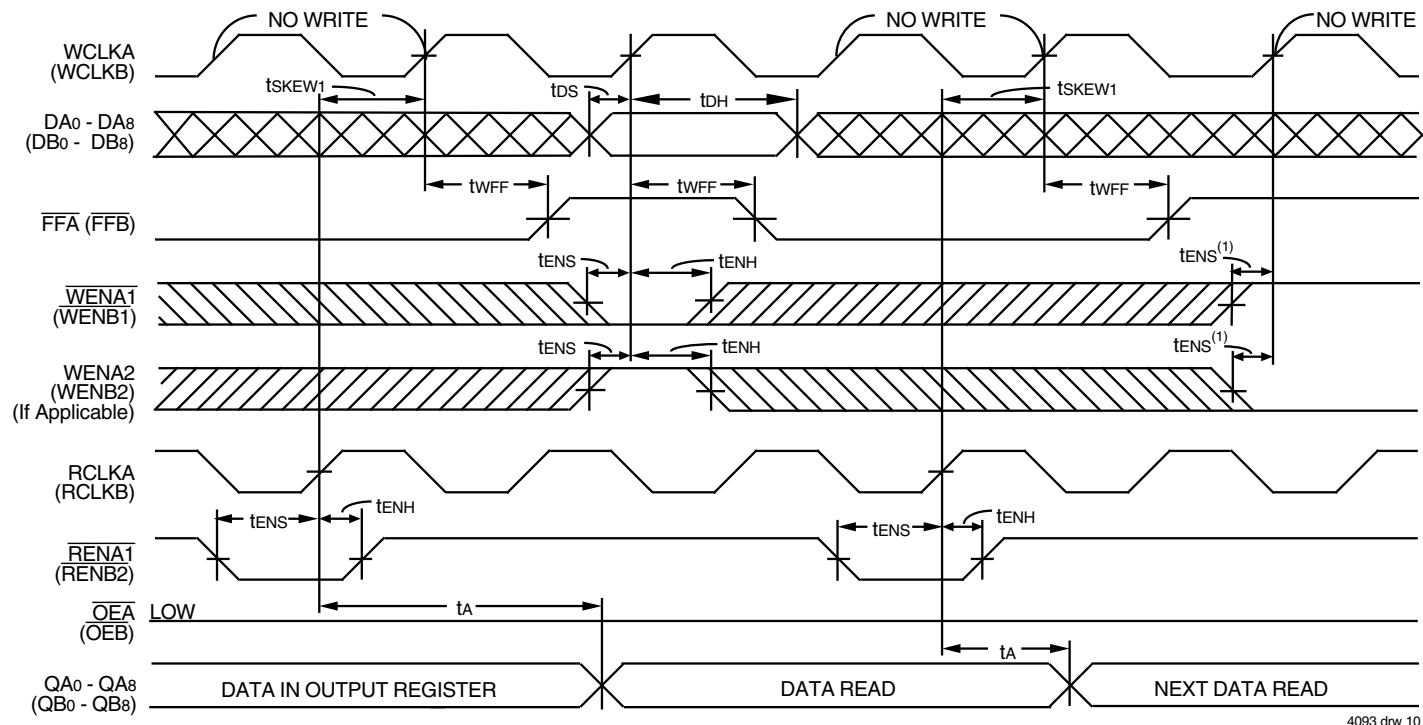 NO WRITE NO WRITE NO WRITE
WCLKA
(WCLKB)
tSKEW1 tDS tDH tSKEW1
DA0 - DA8
(DB0 - DB8)
tWFF tWFF tWFF
FFA (FFB)
tENS tENH tENS(1)
WENA1
(WENB1)
tENS tENH tENS(1)
WENA2
(WENB2)
(If Applicable)
RCLKA
(RCLKB)
tENS tENH tENS tENH
RENA1
(RENB2)
OEA LOW tA
(OEB)
tA
QA0 - QA8
(QB0 - QB8)
DATA IN OUTPUT REGISTER DATA READ NEXT DATA READ
4093 drw 10